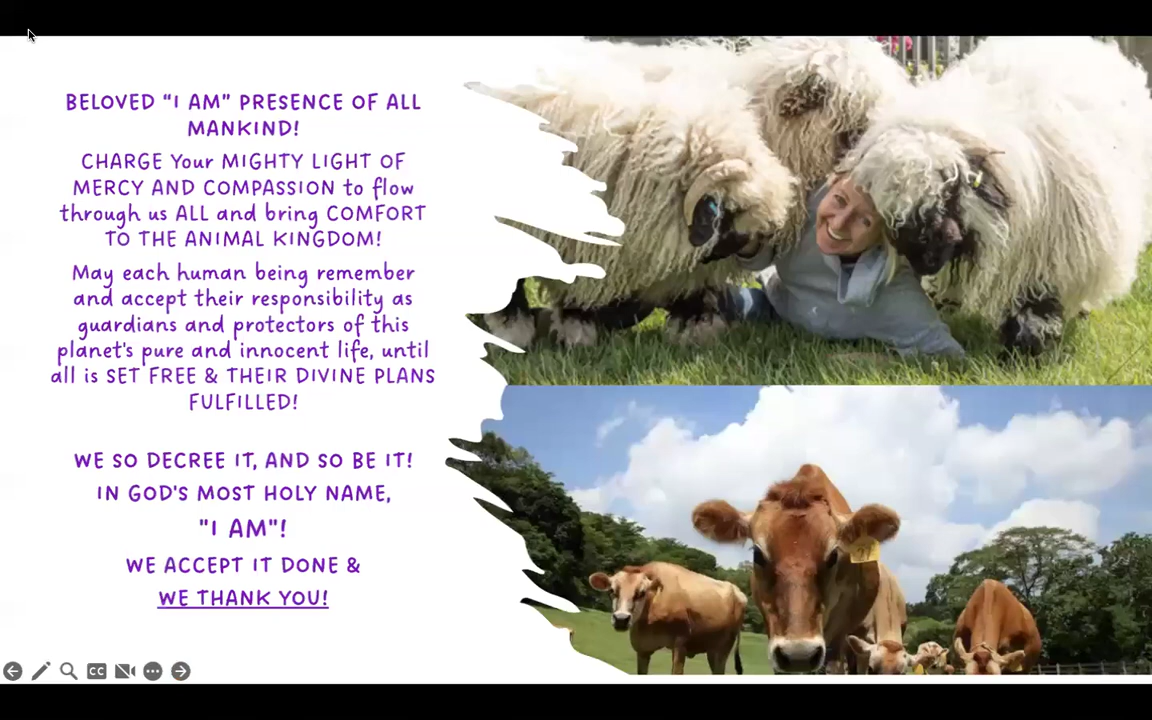 BELOVED "I AM" PRESENCE OF ALL
MANKIND!
CHARGE Your MIGHTY LIGHT OF
MERCY AND COMPASSION to flow
through us ALL and bring COMFORT
TO THE ANIMAL KINGDOM!
May each human being remember
and accept their responsibility as
guardians and protectors of this
planet's pure and innocent life, until
all is SET FREE & THEIR DIVINE PLANS
FULFILLED!
WE SO DECREE IT, AND SO BE IT!
IN GOD'S MOST HOLY NAME,
"I AM"!
WE ACCEPT IT DONE &
WE THANK YOU!
CC